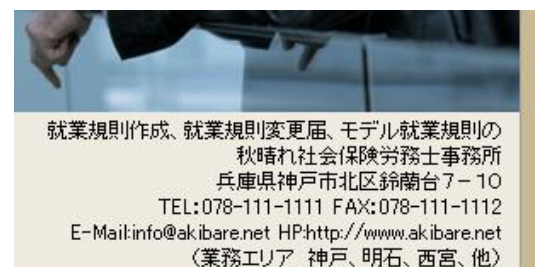 就業規則作成、就業規則変更届、モデル就業規則の
秋晴れ社会保険労務士事務所
兵庫県神戸市北区鈴蘭台7－10
TEL:078-111-1111 FAX:078-111-1112
E-Mail:info@akibare.net HP:http://www.akibare.net
（業務エリア 神戸、明石、西宮、他）